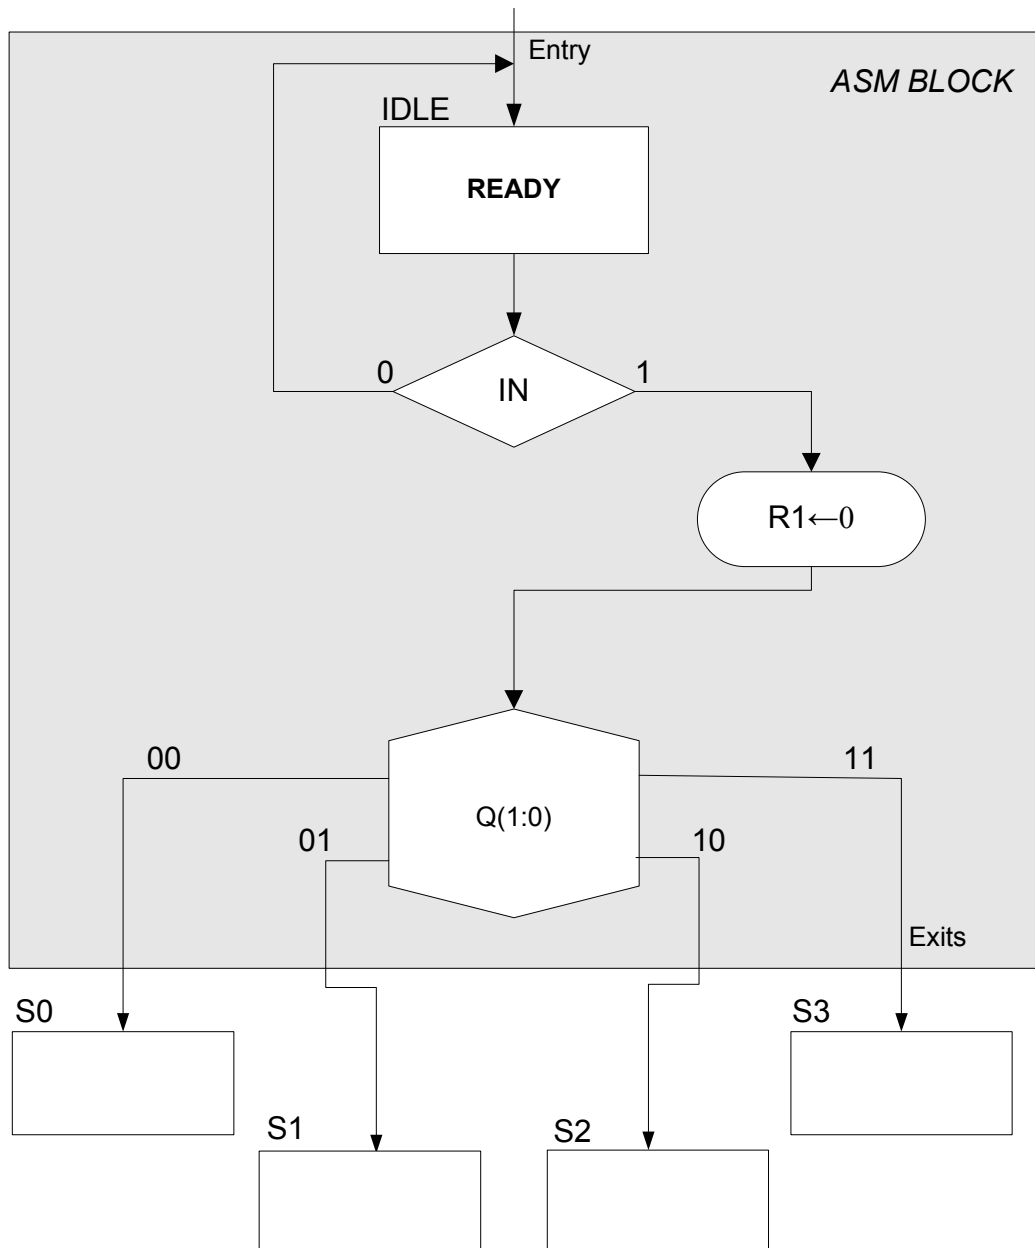 Entry
ASM BLOCK
IDLE
READY
0
IN
1
R1←0
00
11
Q(1:0)
01
10
Exits
S0
S3
S1
S2